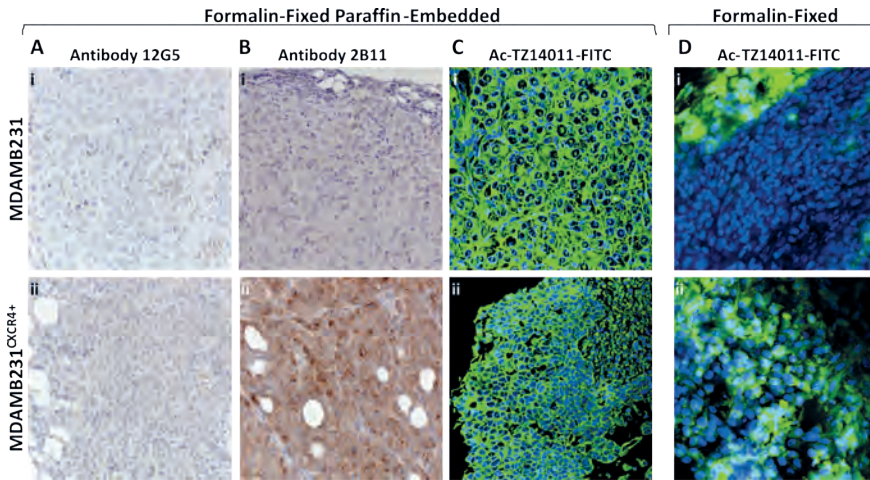 Formalin-Fixed Paraffin-Embedded
Formalin-Fixed
A
Antibody 12G5
B
Antibody 2B11
C
Ac-TZ14011-FITC
D
Ac-TZ14011-FITC
MDAMB231
i
i
i
i
MDAMB231CXCR4+
ii
ii
ii
ii